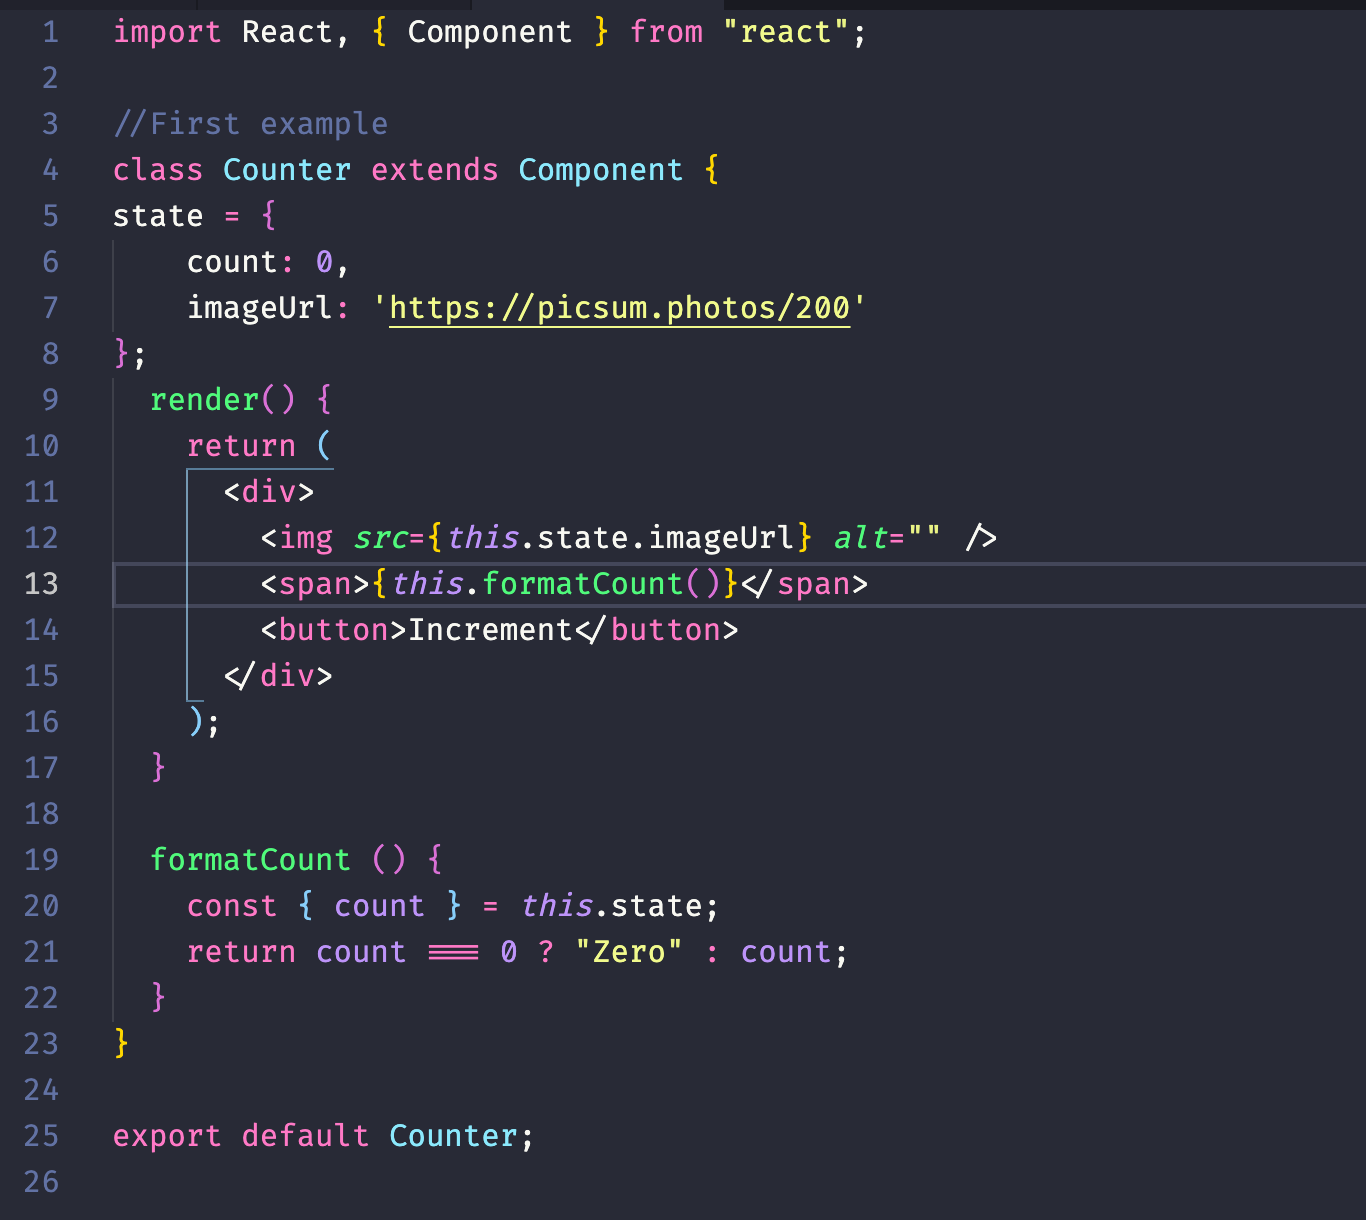 1 import React, { Component } from "react";
2
3 //First example
4 class Counter extends Component {
5 state = {
6     count: 0,
7     imageUrl: 'https://picsum.photos/200'
8 };
9   render() {
10     return (
11       <div>
12         <img src={this.state.imageUrl} alt="" />
13         <span>{this.formatCount()}</span>
14         <button>Increment</button>
15       </div>
16     );
17   }
18
19   formatCount () {
20     const { count } = this.state;
21     return count === 0 ? "Zero" : count;
22   }
23 }
24
25 export default Counter;
26